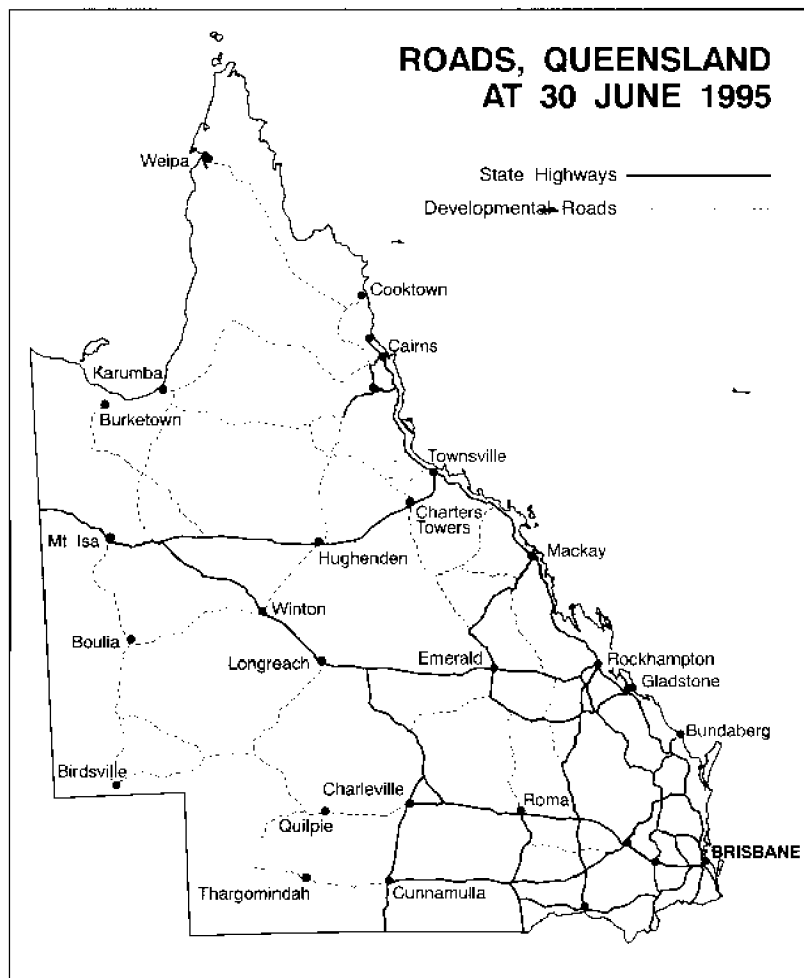 ROADS, QUEENSLAND
AT 30 JUNE 1995
State Highways
Developmental Roads
Weipa
Cooktown
Cairns
Karumba
Burketown
Townsville
Charters
Towers
Mt Isa
Hughenden
Mackay
Winton
Boulia
Longreach
Emerald
Rockhampton
Gladstone
Bundaberg
Birdsville
Charleville
Roma
Quilpie
BRISBANE
Thargomindah
Cunnamulla